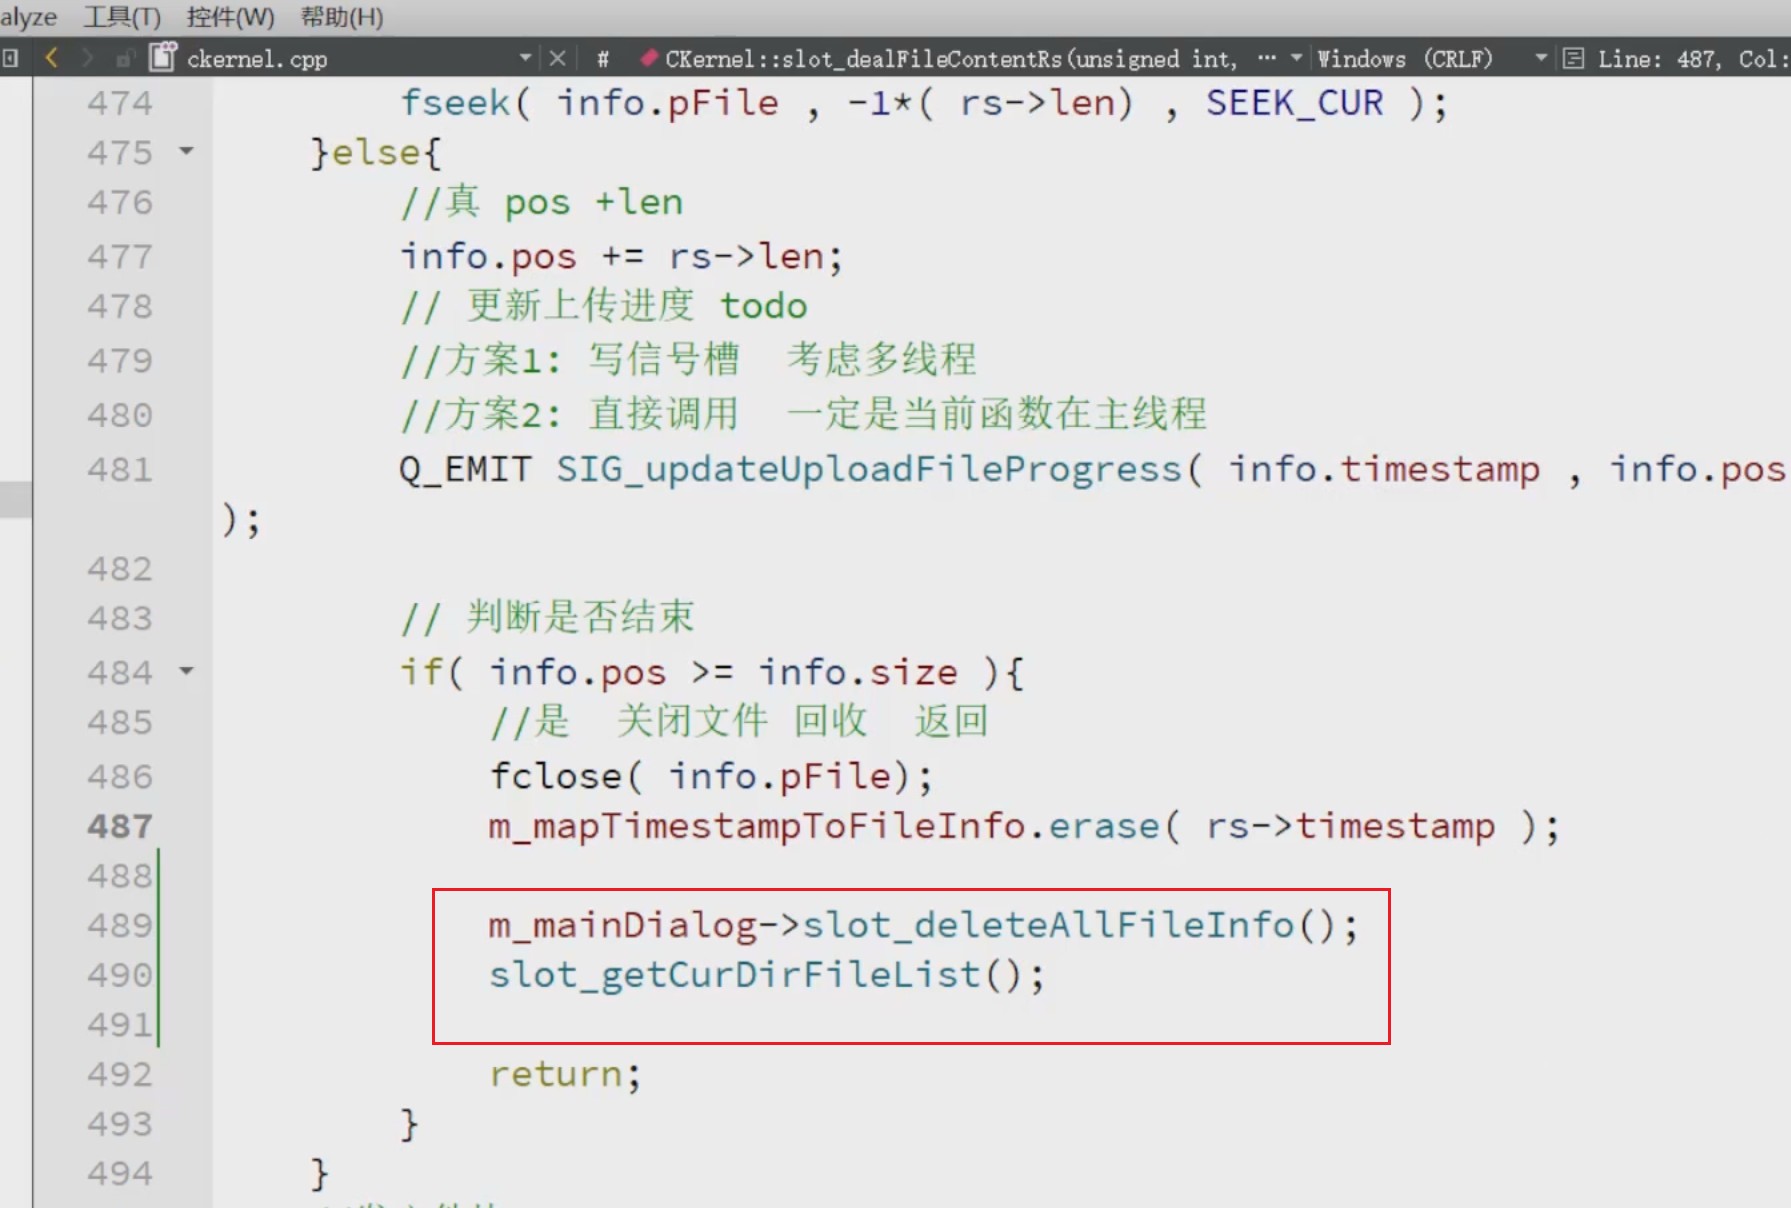 alyze 工具(T) 控件(W) 帮助(H)
ckernel.cpp # CKernel::slot_dealFileContentRs(unsigned int, ··· Windows (CRLF) Line: 487, Col:
474 fseek( info.pFile , -1*( rs->len) , SEEK_CUR );
475 }else{
476 //真 pos +len
477 info.pos += rs->len;
478 // 更新上传进度 todo
479 //方案1: 写信号槽 考虑多线程
480 //方案2: 直接调用 一定是当前函数在主线程
481 Q_EMIT SIG_updateUploadFileProgress( info.timestamp , info.pos
);
482
483 // 判断是否结束
484 if( info.pos >= info.size ){
485 //是 关闭文件 回收 返回
486 fclose( info.pFile);
487 m_mapTimestampToFileInfo.erase( rs->timestamp );
488
489 m_mainDialog->slot_deleteAllFileInfo();
490 slot_getCurDirFileList();
491
492 return;
493 }
494 }